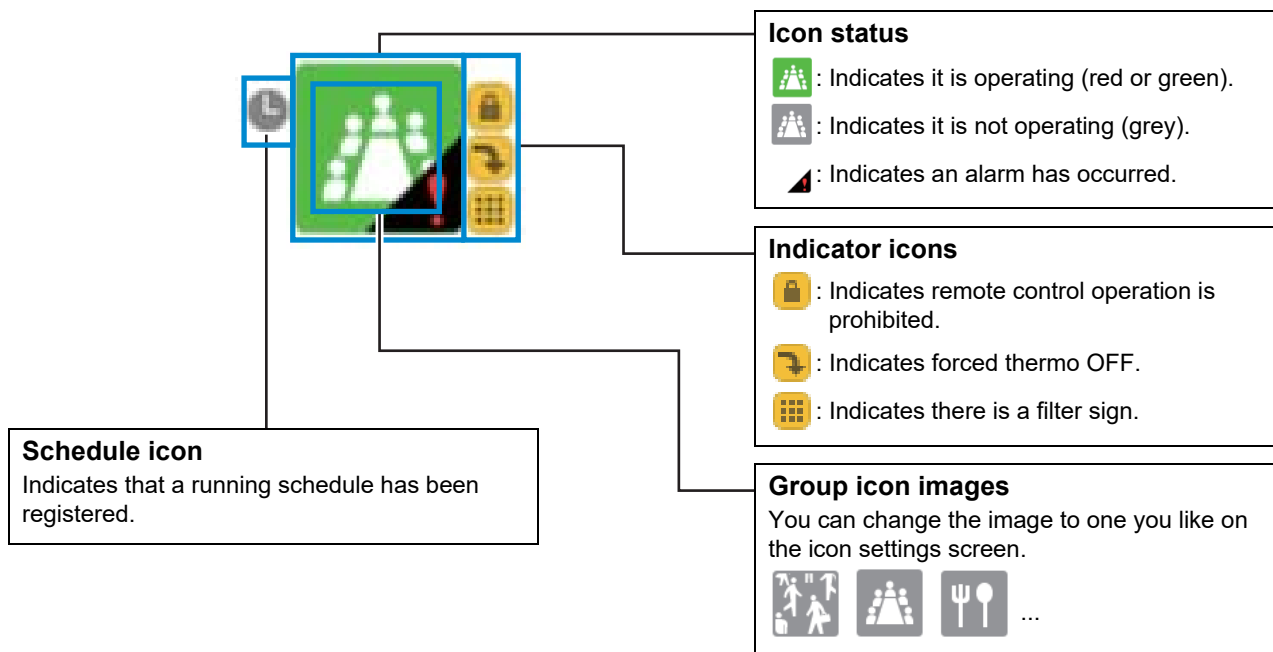 Icon status
: Indicates it is operating (red or green).
: Indicates it is not operating (grey).
: Indicates an alarm has occurred.
Indicator icons
: Indicates remote control operation is
prohibited.
: Indicates forced thermo OFF.
: Indicates there is a filter sign.
Schedule icon
Indicates that a running schedule has been
registered.
Group icon images
You can change the image to one you like on
the icon settings screen.
...